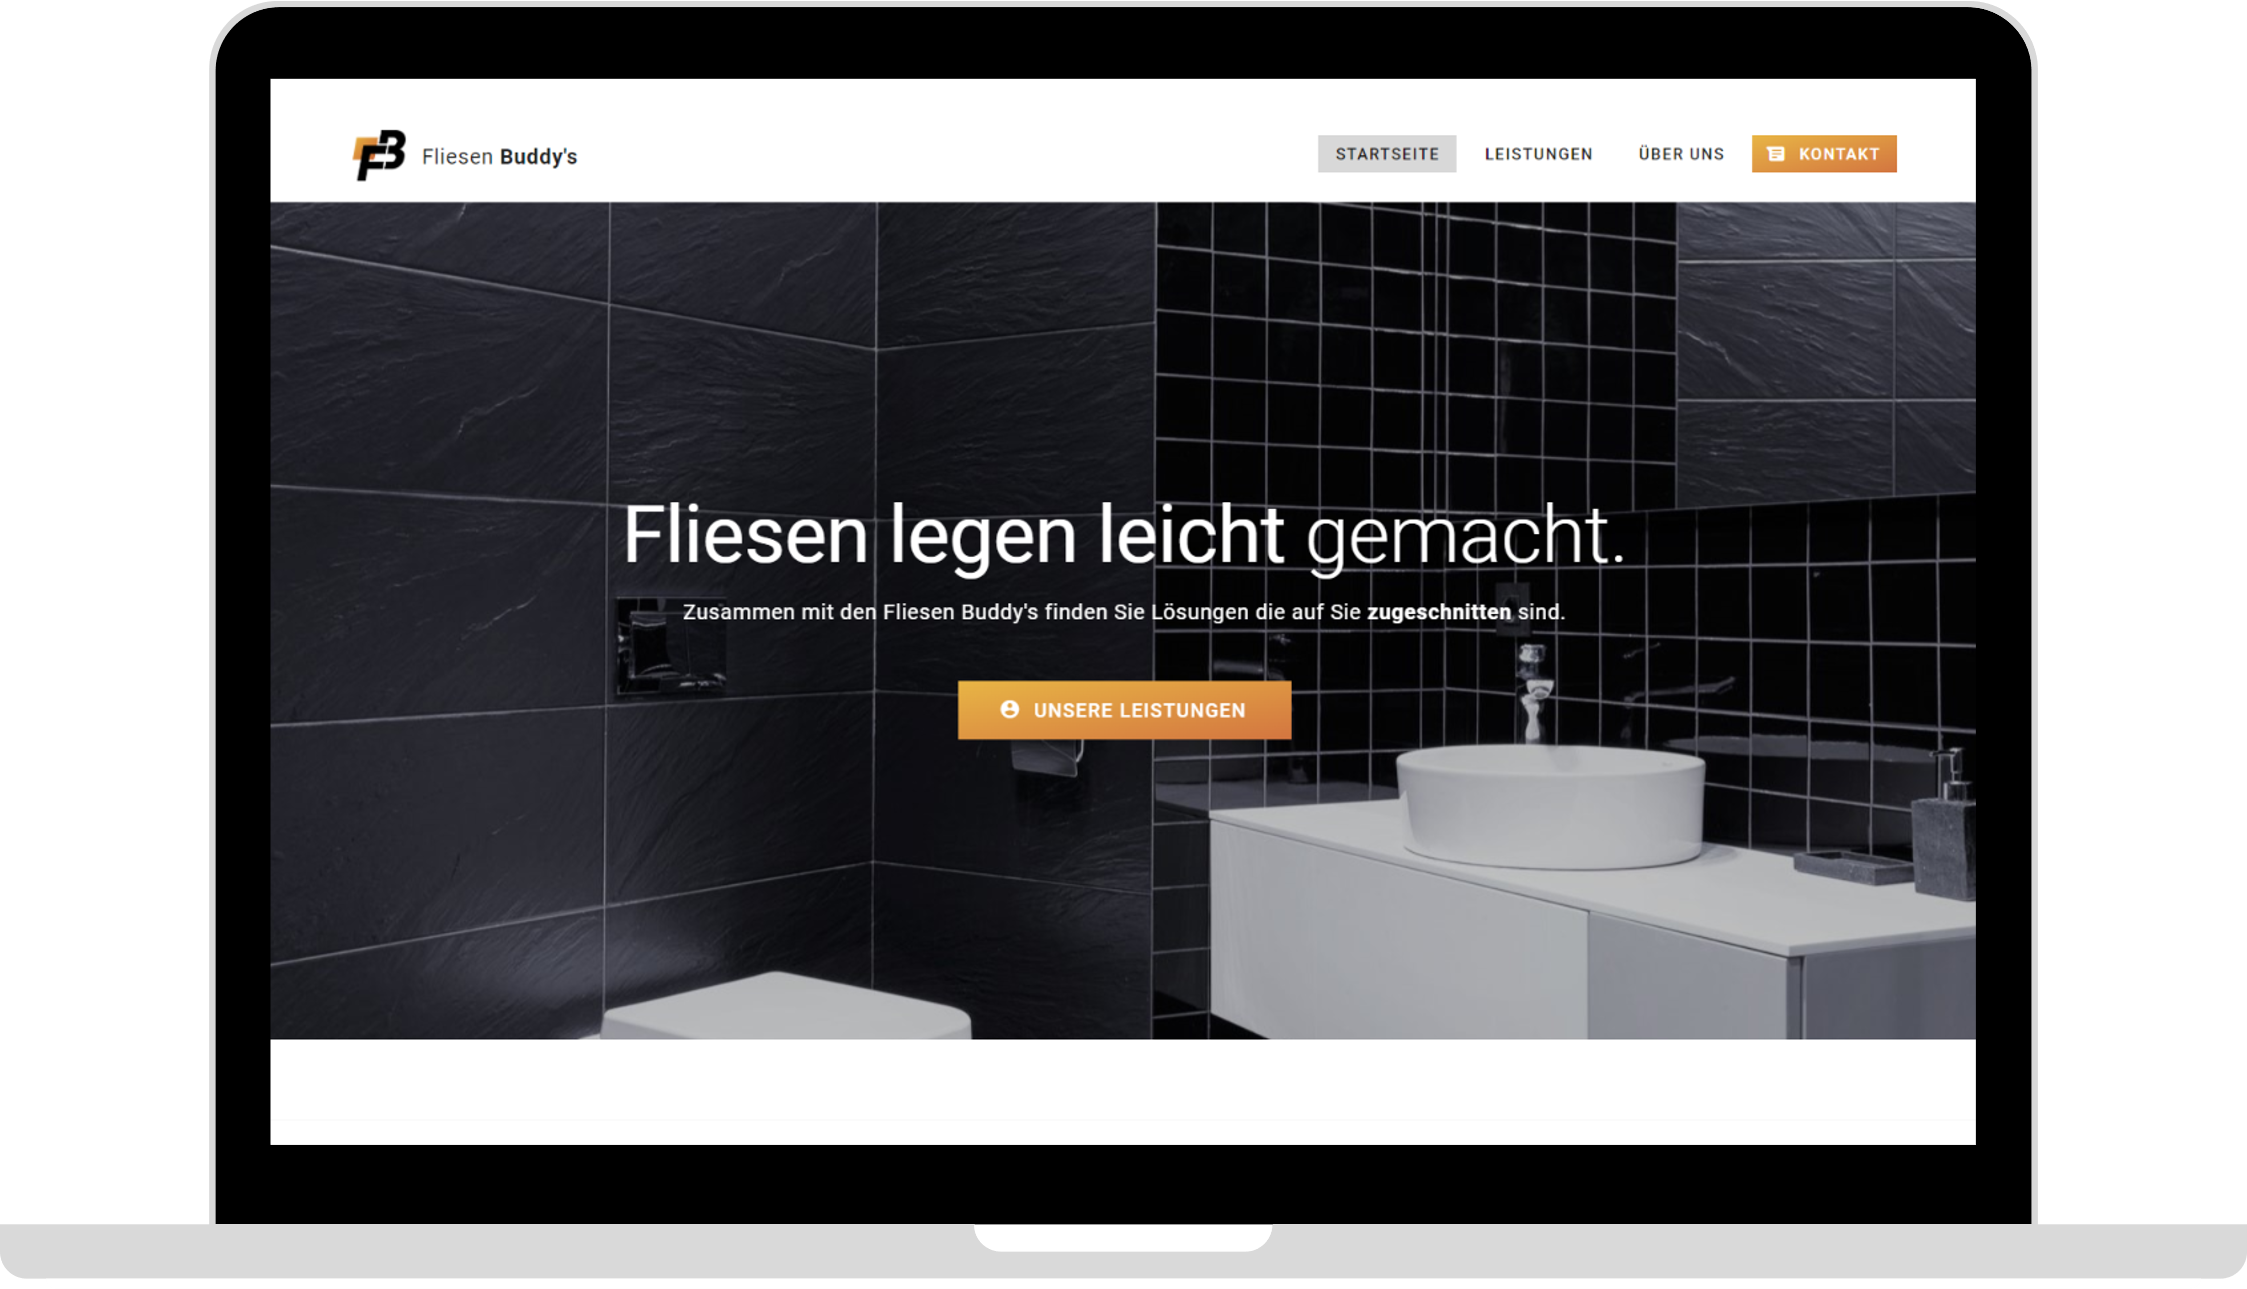 FB
Fliesen Buddy's
STARTSEITE
LEISTUNGEN
ÜBER UNS
KONTAKT
Fliesen legen leicht gemacht.
Zusammen mit den Fliesen Buddy's finden Sie Lösungen die auf Sie zugeschnitten sind.
UNSERE LEISTUNGEN